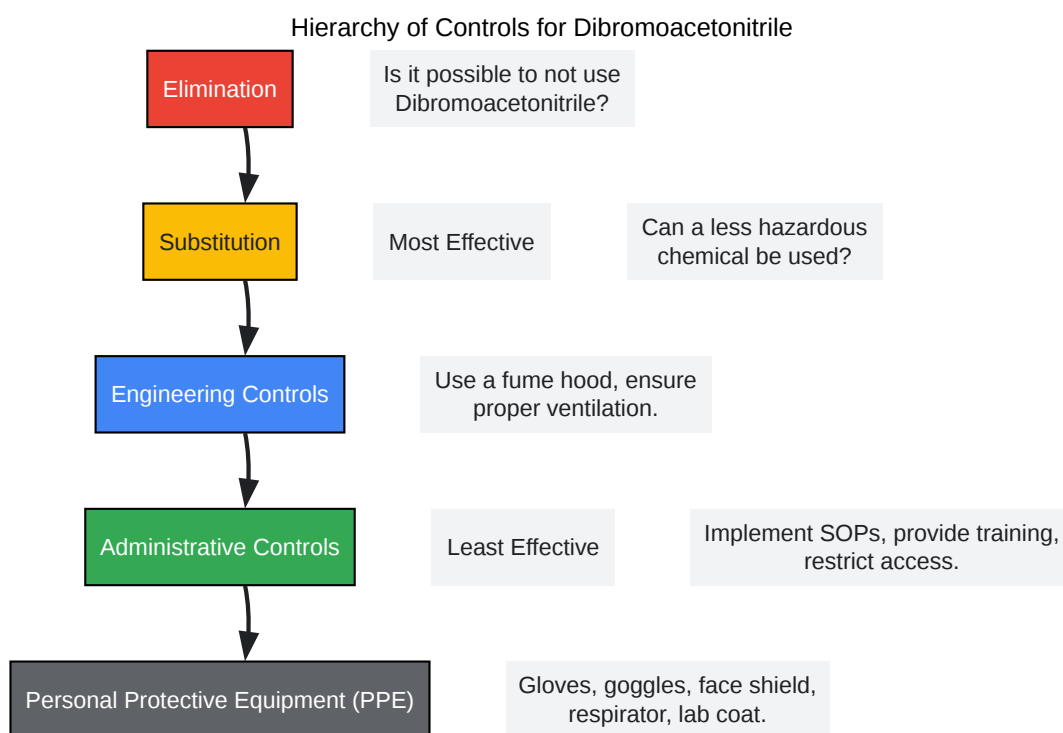 Hierarchy of Controls for Dibromoacetonitrile
Elimination
Is it possible to not use
Dibromoacetonitrile?
Substitution
Most Effective
Can a less hazardous
chemical be used?
Engineering Controls
Use a fume hood, ensure
proper ventilation.
Administrative Controls
Least Effective
Implement SOPs, provide training,
restrict access.
Personal Protective Equipment (PPE)
Gloves, goggles, face shield,
respirator, lab coat.